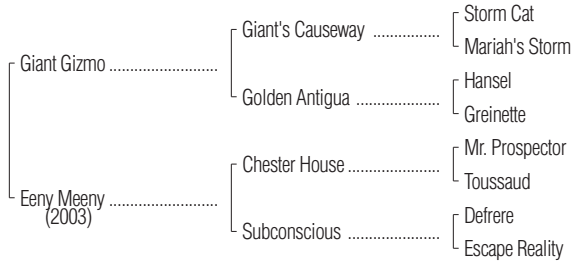 Storm Cat
Giant's Causeway ..................
Mariah's Storm
Giant Gizmo .............................
Hansel
Golden Antigua ......................
Greinette
Mr. Prospector
Chester House ........................
Toussaud
Eeny Meeny .............................
(2003)
Defrere
Subconscious ........................
Escape Reality